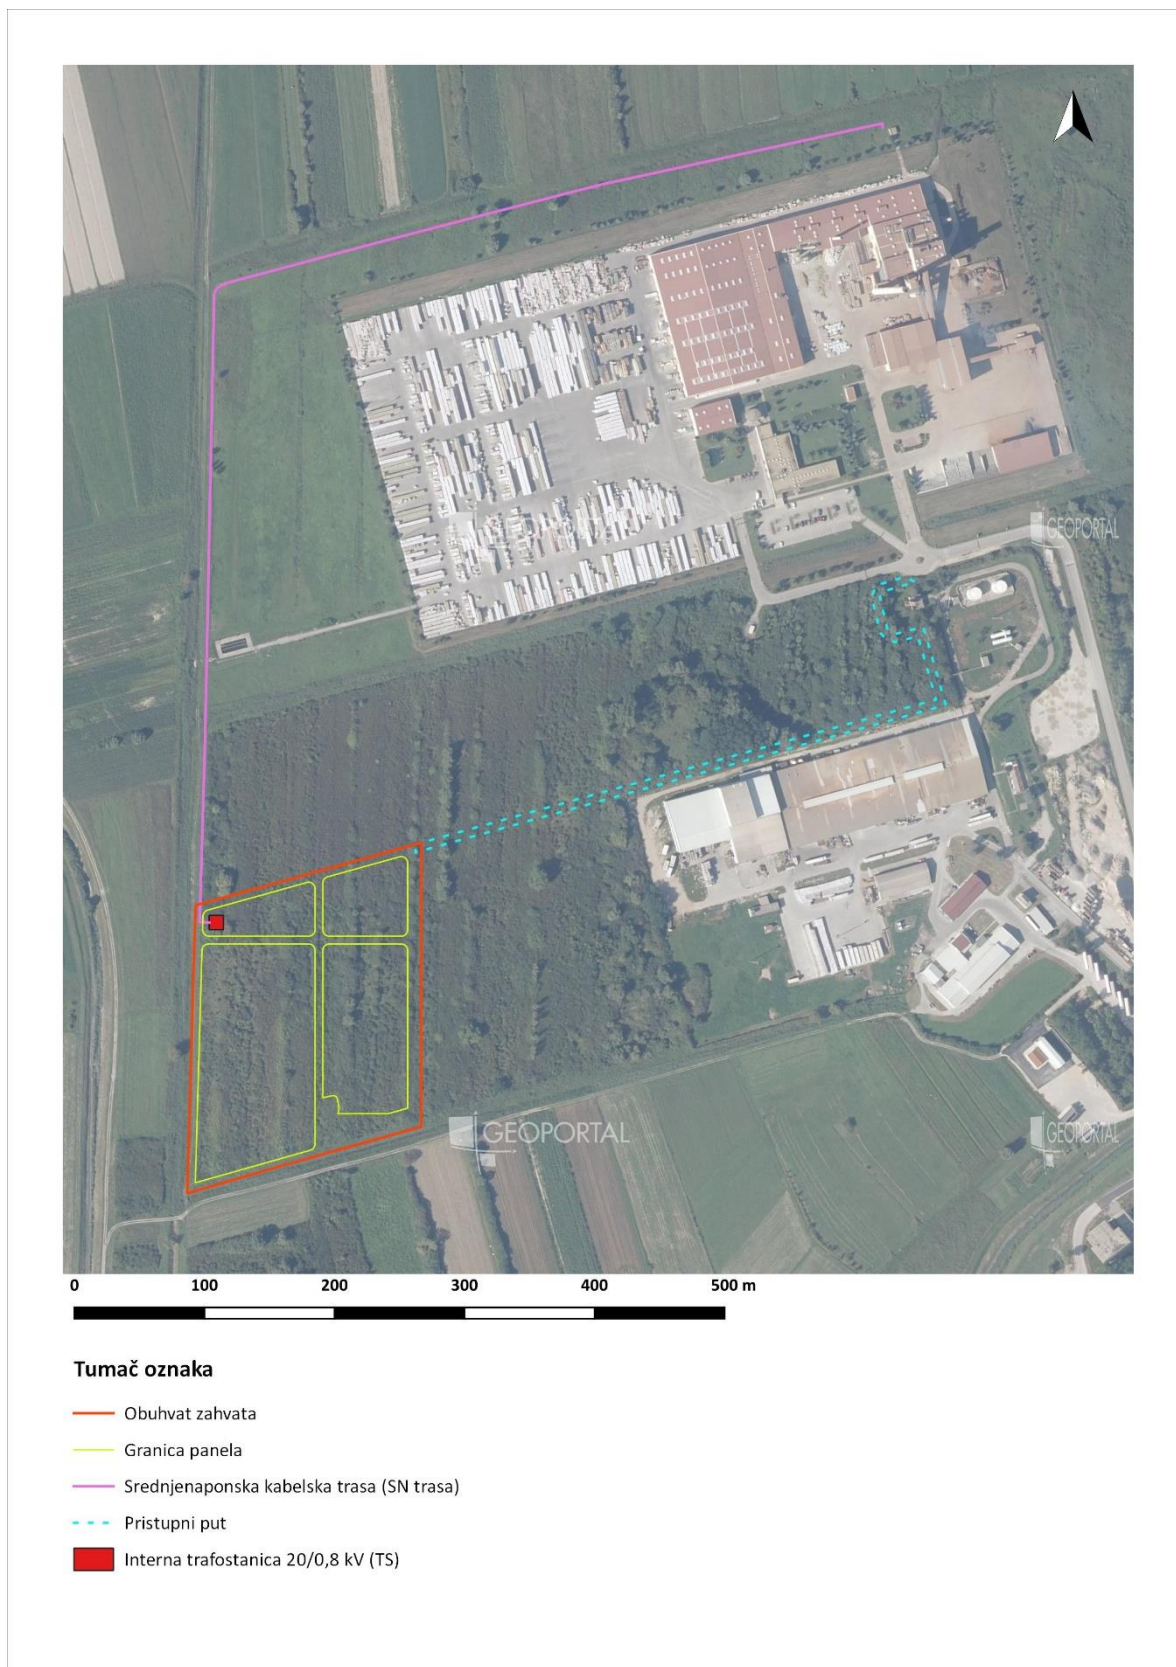 GEOPORTAL
GEOPORTAL
GEOPORTAL
0 100 200 300 400 500 m
Tumač oznaka
Obuhvat zahvata
Granica panela
Srednjenaponska kabelska trasa (SN trasa)
Pristupni put
Interna trafostanica 20/0,8 kV (TS)